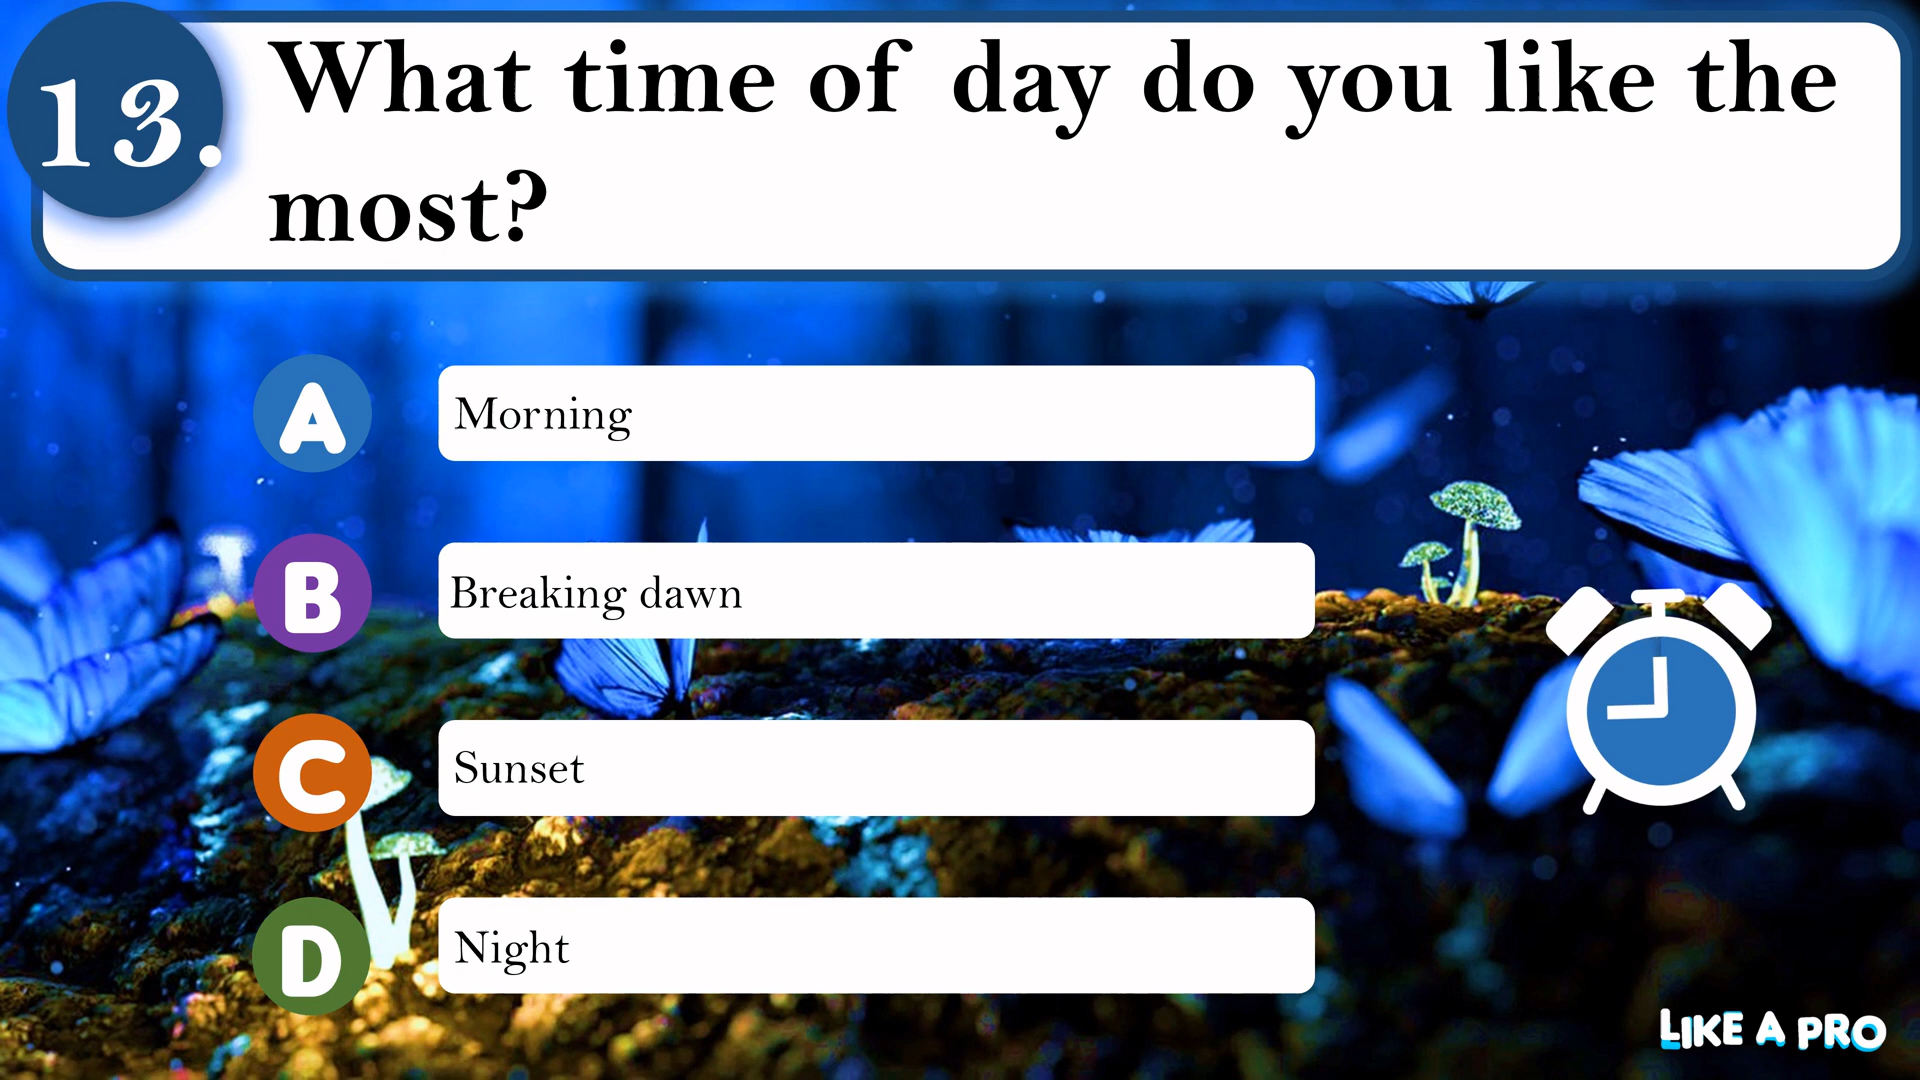 13.
What time of day do you like the
most?
A
Morning
B
Breaking dawn
C
Sunset
D
Night
LIKE A PRO